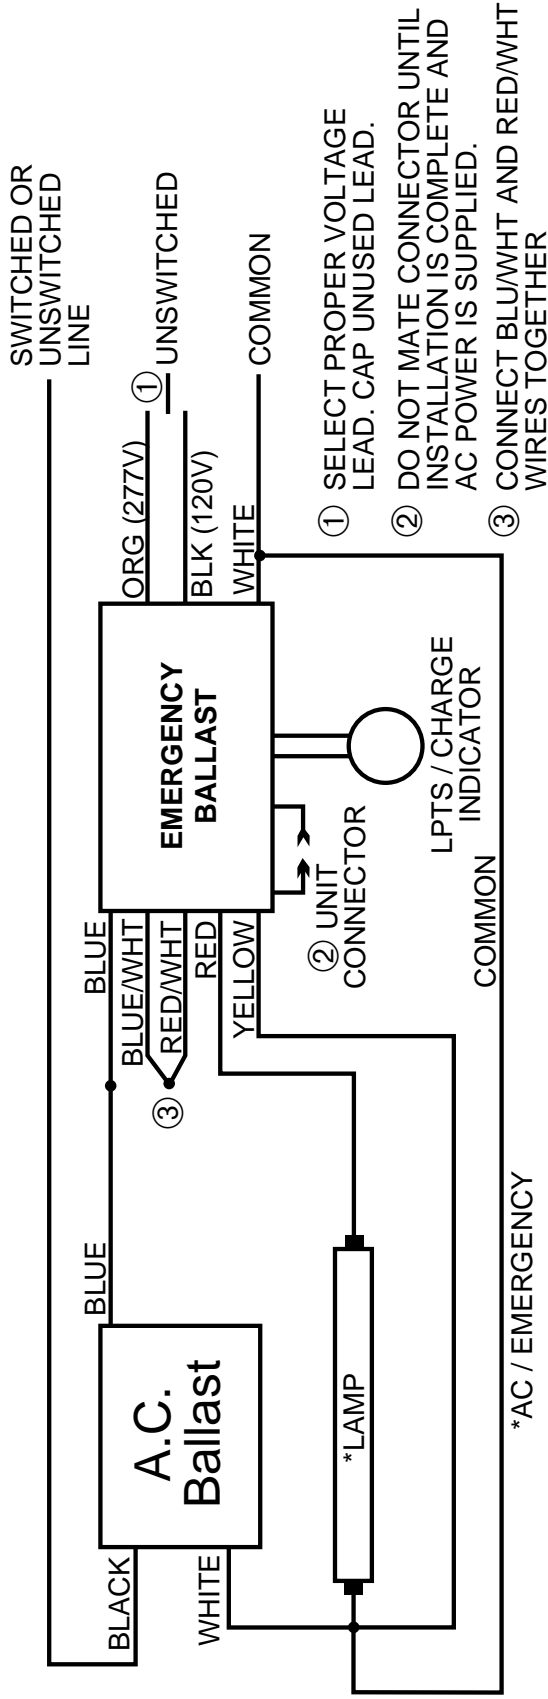 SWITCHED OR
UNSWITCHED
LINE
① UNSWITCHED
COMMON
ORG (277V)
BLK (120V)
WHITE
EMERGENCY
BALLAST
BLUE
BLUE/WHT
RED/WHT
RED
YELLOW
③
② UNIT
CONNECTOR
LPTS / CHARGE
INDICATOR
COMMON
BLUE
A.C.
Ballast
BLACK
WHITE
*LAMP
*AC / EMERGENCY
① SELECT PROPER VOLTAGE
LEAD. CAP UNUSED LEAD.
② DO NOT MATE CONNECTOR UNTIL
INSTALLATION IS COMPLETE AND
AC POWER IS SUPPLIED.
③ CONNECT BLU/WHT AND RED/WHT
WIRES TOGETHER